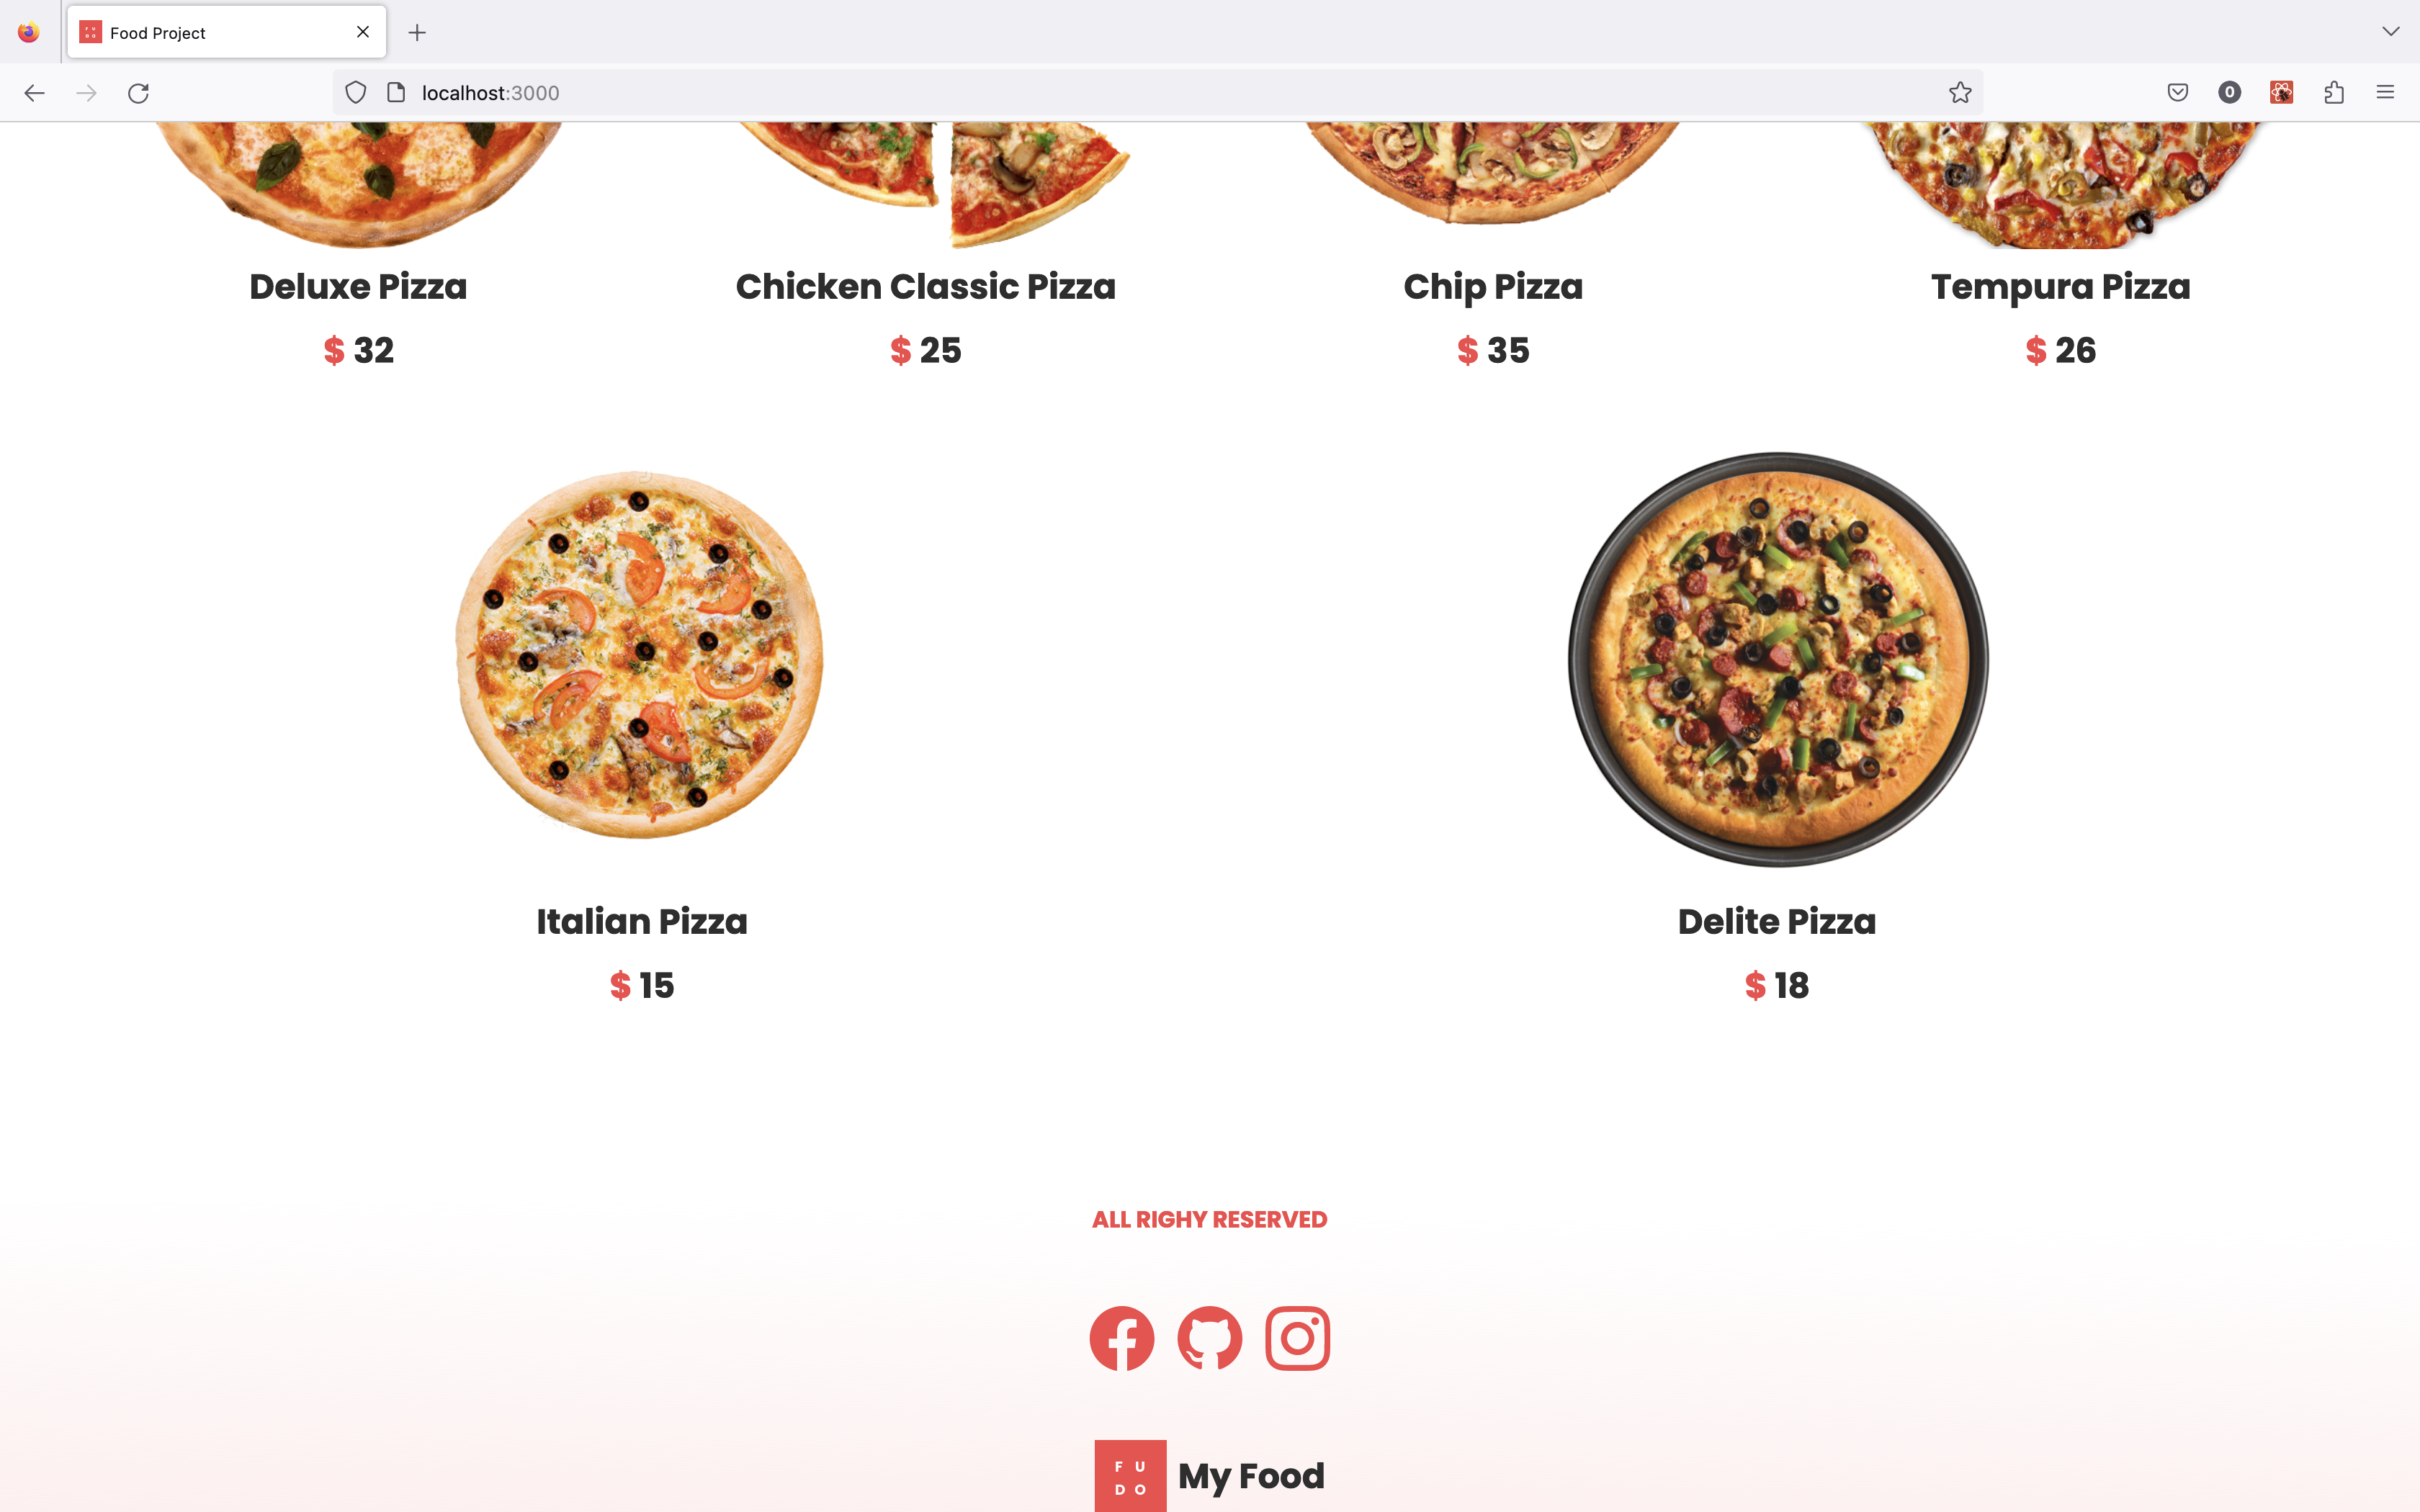 Food Project
localhost:3000
0
Deluxe Pizza
$ 32
Chicken Classic Pizza
$ 25
Chip Pizza
$ 35
Tempura Pizza
$ 26
Italian Pizza
$ 15
Delite Pizza
$ 18
ALL RIGHY RESERVED
F U
D O
My Food